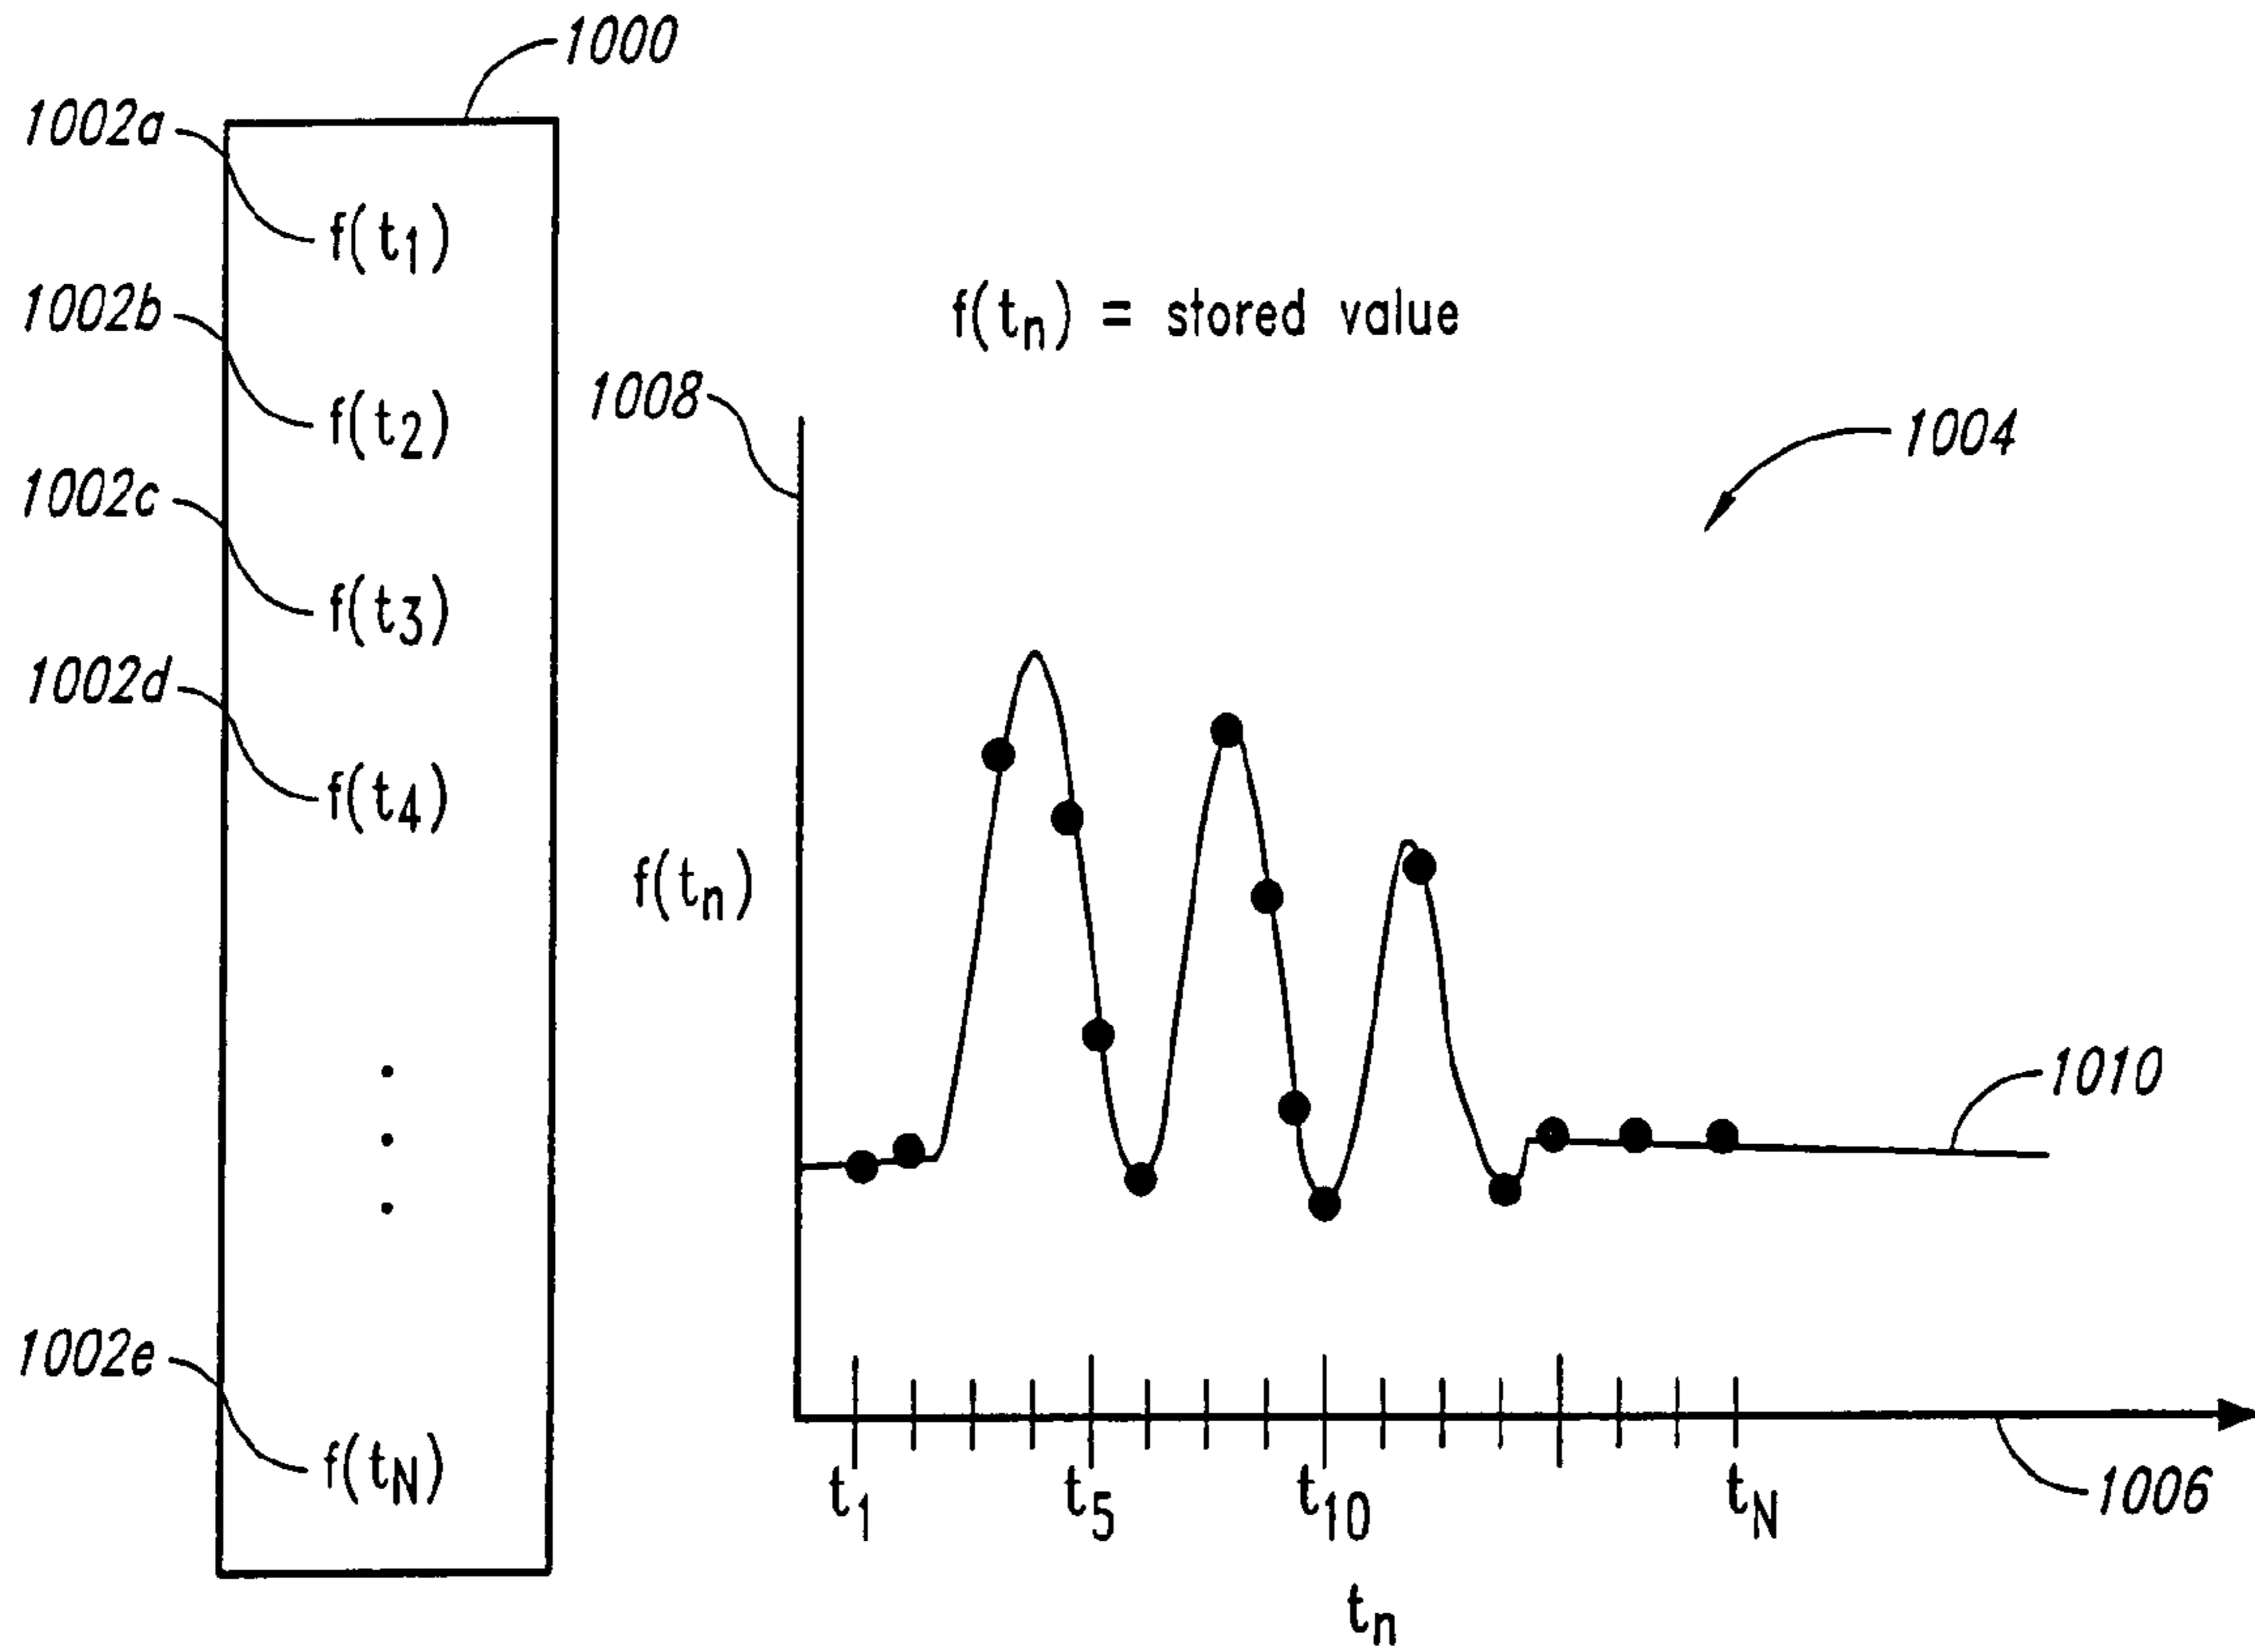 1000
1002a
f(t1)
1002b
f(t2)
1002c
f(t3)
1002d
f(t4)
1002e
f(tN)
f(tn) = stored value
1008
1004
f(tn)
1010
t1 t5 t10 tN
1006
tn